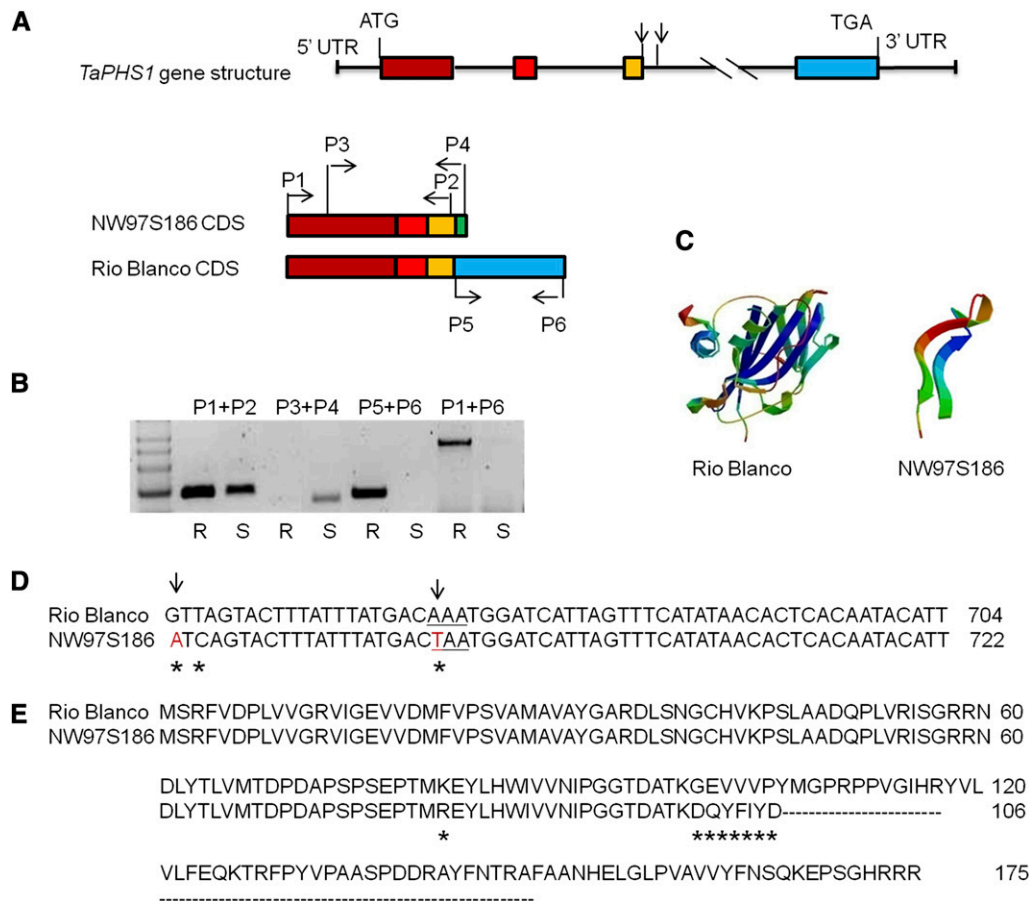 A
ATG
TGA
5' UTR
3' UTR
TaPHS1 gene structure
P3
P4
P1
P2
NW97S186 CDS
Rio Blanco CDS
P5
P6
C
Rio Blanco
NW97S186
B
P1+P2 P3+P4 P5+P6 P1+P6
R S R S R S R S
D
Rio Blanco GTTAGTACTTTATTTATGACAAATGGATCATTAGTTTCATATAACACTCACAATACATT 704
NW97S186 ATCAGTACTTTATTTATGACTAATGGATCATTAGTTTCATATAACACTCACAATACATT 722
* * *
E
Rio Blanco MSRFVDPLVVGRVIGEVVDMFVPSVAMAVAYGARDLSNGCHVKPSLAADQPLVRISGRRN 60
NW97S186 MSRFVDPLVVGRVIGEVVDMFVPSVAMAVAYGARDLSNGCHVKPSLAADQPLVRISGRRN 60
DLYTLVMTDPDAPSPSEPTMKEYLHWIVVNIPGGTDATKGEVVVPYMGPRPPVGIHRYVL 120
DLYTLVMTDPDAPSPSEPTMREYLHWIVVNIPGGTDATKDQYFIYD------------------------ 106
* *******
VLFEQKTRFPYVPAASPDDRAYFNTRAFAANHELGLPVAVVYFNSQKEPSGHRRR 175
-------------------------------------------------------